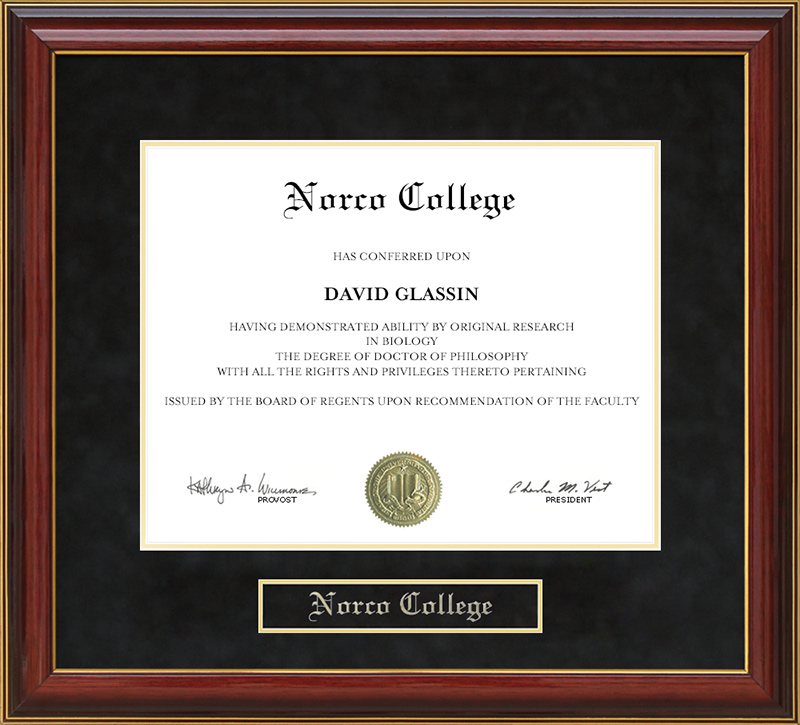 Norco College
HAS CONFERRED UPON
DAVID GLASSIN
HAVING DEMONSTRATED ABILITY BY ORIGINAL RESEARCH
IN BIOLOGY
THE DEGREE OF DOCTOR OF PHILOSOPHY
WITH ALL THE RIGHTS AND PRIVILEGES THERETO PERTAINING
ISSUED BY THE BOARD OF REGENTS UPON RECOMMENDATION OF THE FACULTY
Charles M. Vest
PROVOST PRESIDENT
Norco College